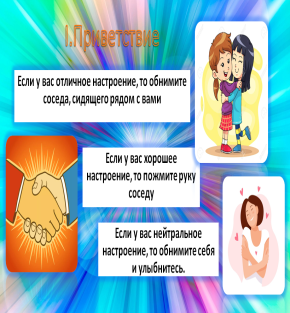 I.Приветствие
Если у вас отличное настроение, то обнимите
соседа, сидящего рядом с вами
Если у вас хорошее
настроение, то пожмите руку
соседу
Если у вас нейтральное
настроение, то обнимите себя
и улыбнитесь.